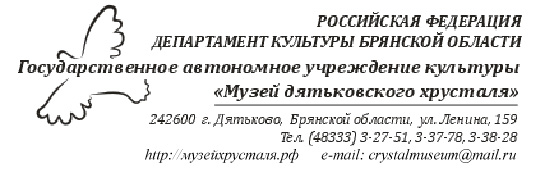 РОССИЙСКАЯ ФЕДЕРАЦИЯ
ДЕПАРТАМЕНТ КУЛЬТУРЫ БРЯНСКОЙ ОБЛАСТИ
Государственное автономное учреждение культуры
«Музей дятьковского хрусталя»
242600 г. Дятьково, Брянской области, ул. Ленина, 159
Тел. (48333) 3-27-51, 3-37-78, 3-38-28
http://музейхрусталя.рф e-mail: crystalmuseum@mail.ru